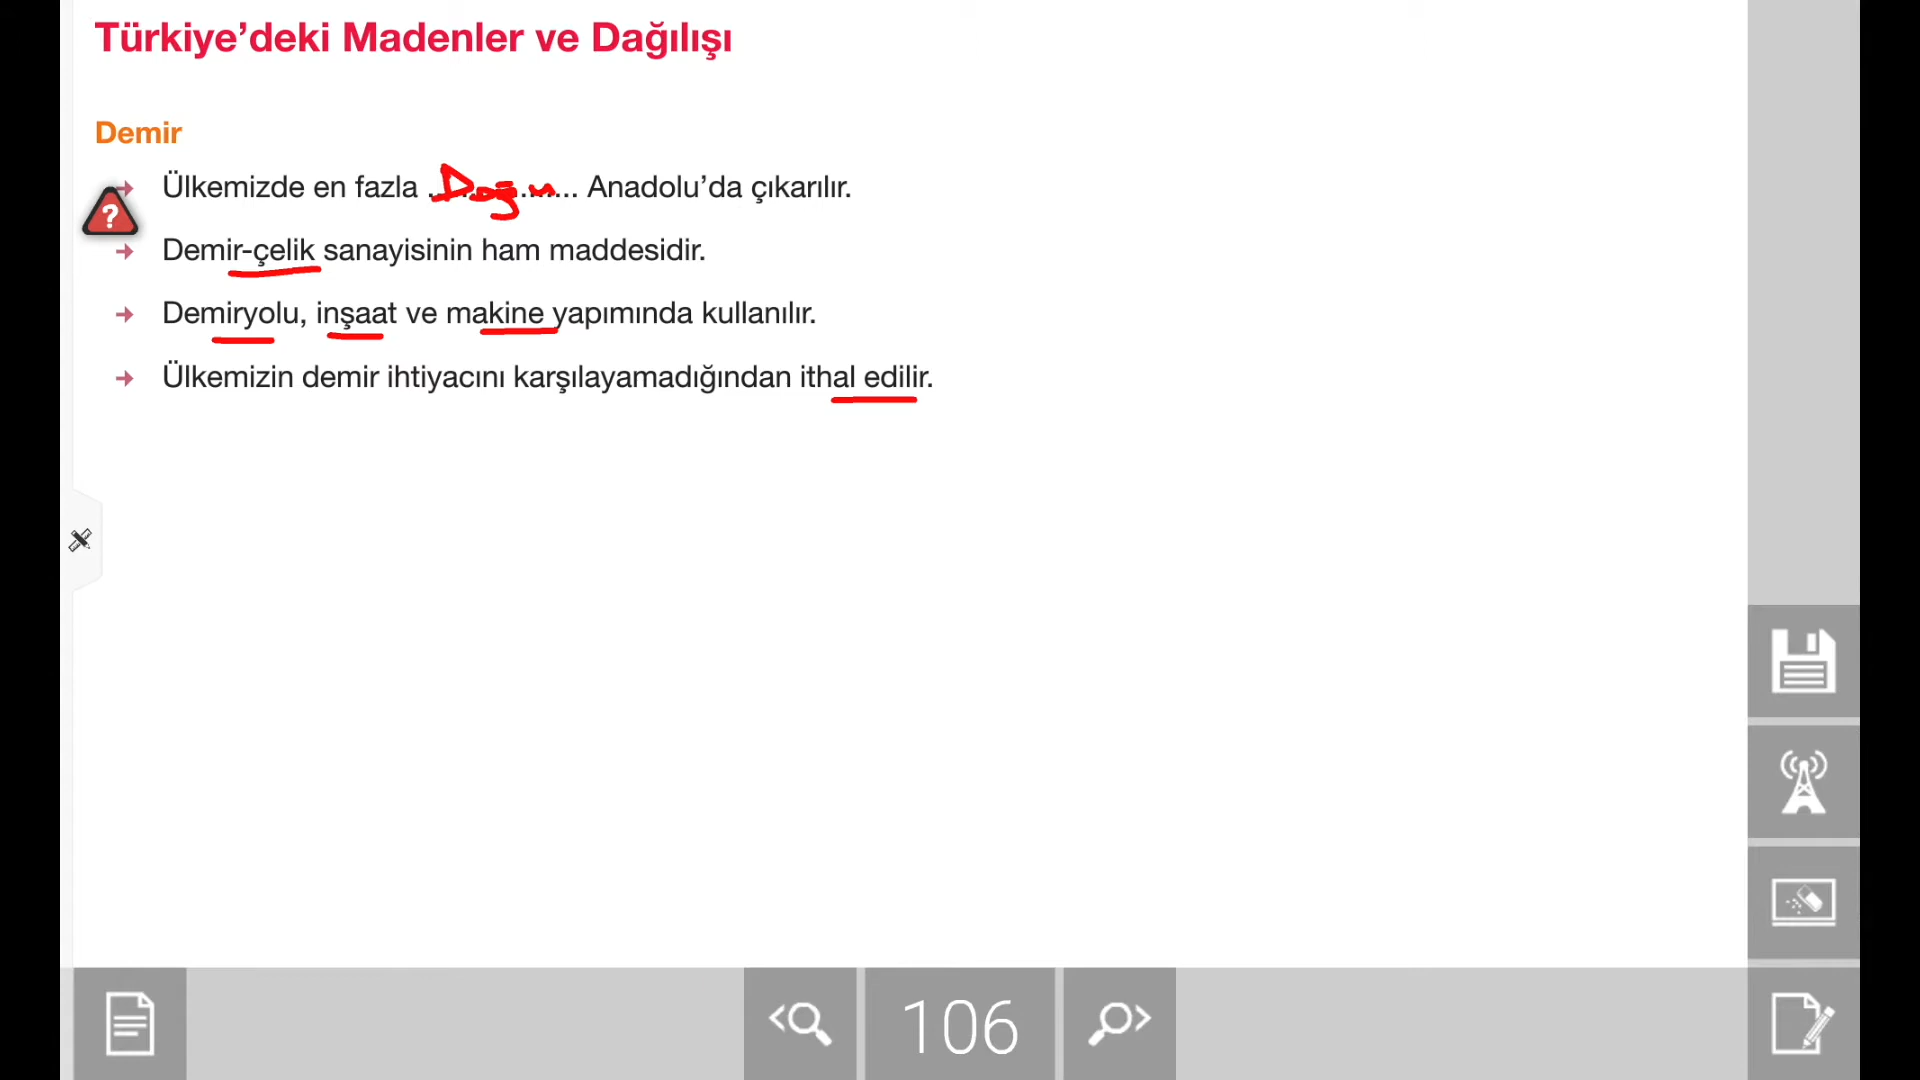 Türkiye’deki Madenler ve Dağılışı
Demir
Ülkemizde en fazla ..Doğu... Anadolu’da çıkarılır.
?
Demir-çelik sanayisinin ham maddesidir.
Demiryolu, inşaat ve makine yapımında kullanılır.
Ülkemizin demir ihtiyacını karşılayamadığından ithal edilir.
106